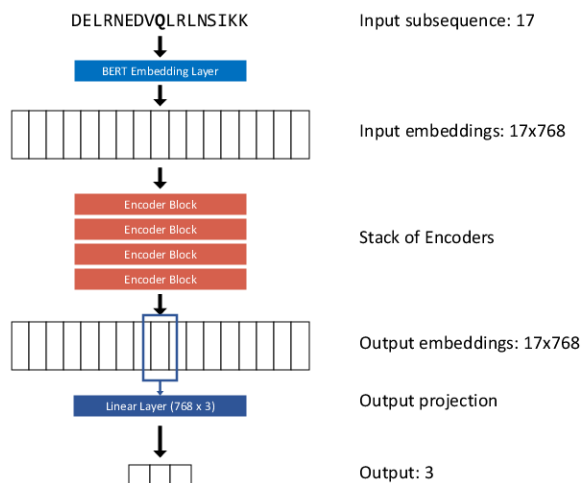 DELRNEDVQLRLNSIKK
Input subsequence: 17
BERT Embedding Layer
Input embeddings: 17x768
Encoder Block
Encoder Block
Encoder Block
Encoder Block
Stack of Encoders
Output embeddings: 17x768
Linear Layer (768 x 3)
Output projection
Output: 3